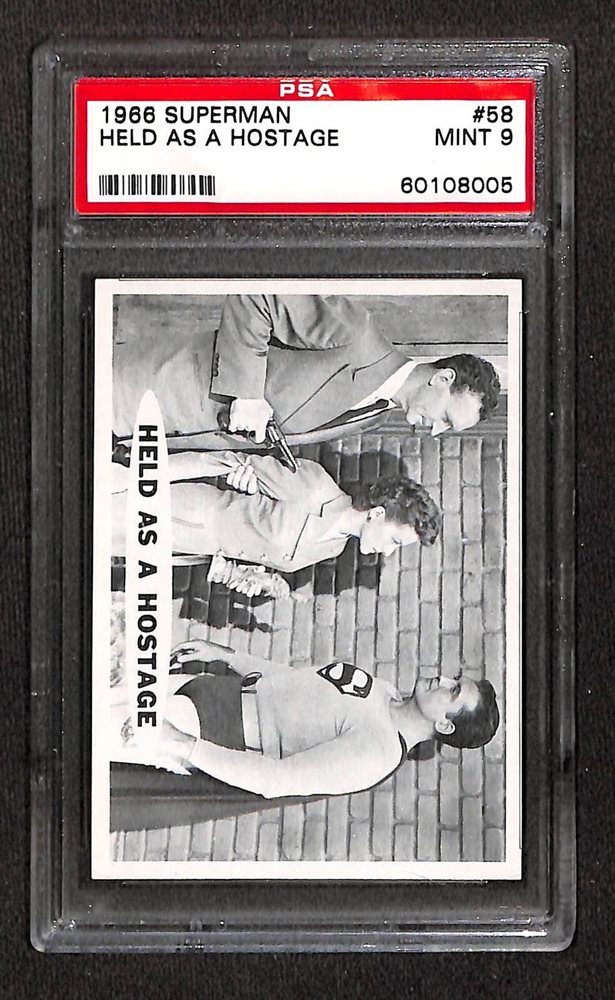 PSA
1966 SUPERMAN #58
HELD AS A HOSTAGE MINT 9
60108005
HELD AS A HOSTAGE
S